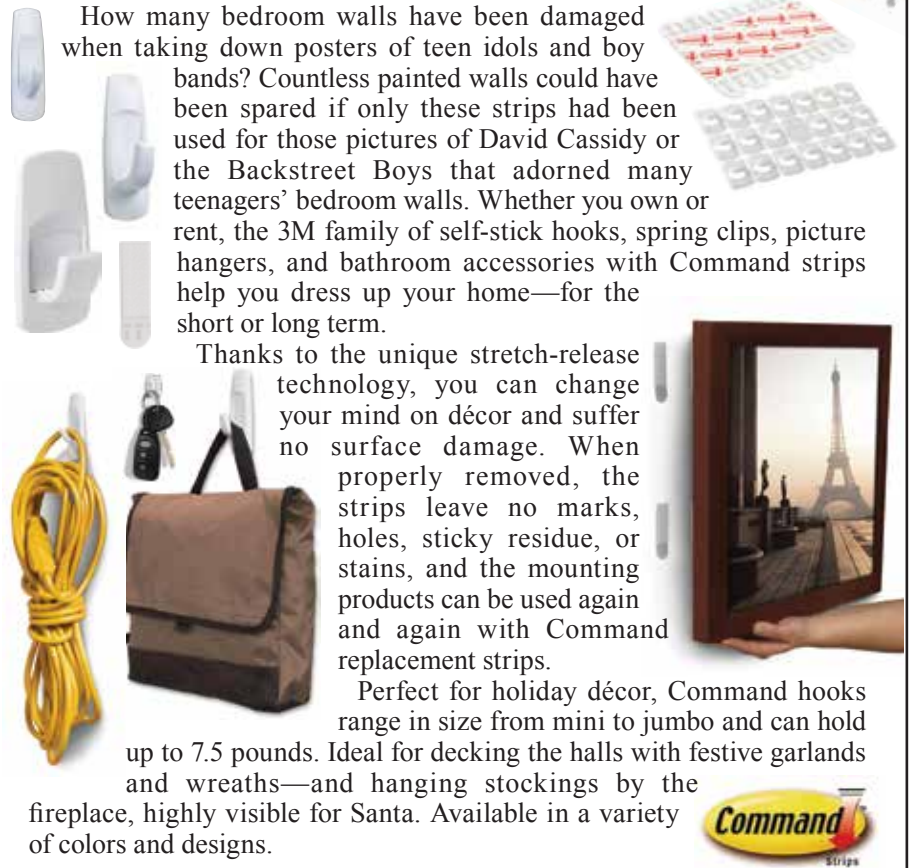 How many bedroom walls have been damaged
when taking down posters of teen idols and boy
bands? Countless painted walls could have
been spared if only these strips had been
used for those pictures of David Cassidy or
the Backstreet Boys that adorned many
teenagers' bedroom walls. Whether you own or
rent, the 3M family of self-stick hooks, spring clips, picture
hangers, and bathroom accessories with Command strips
help you dress up your home—for the
short or long term.
Thanks to the unique stretch-release
technology, you can change
your mind on décor and suffer
no surface damage. When
properly removed, the
strips leave no marks,
holes, sticky residue, or
stains, and the mounting
products can be used again
and again with Command
replacement strips.
Perfect for holiday décor, Command hooks
range in size from mini to jumbo and can hold
up to 7.5 pounds. Ideal for decking the halls with festive garlands
and wreaths—and hanging stockings by the
fireplace, highly visible for Santa. Available in a variety
of colors and designs.
Command
Strips